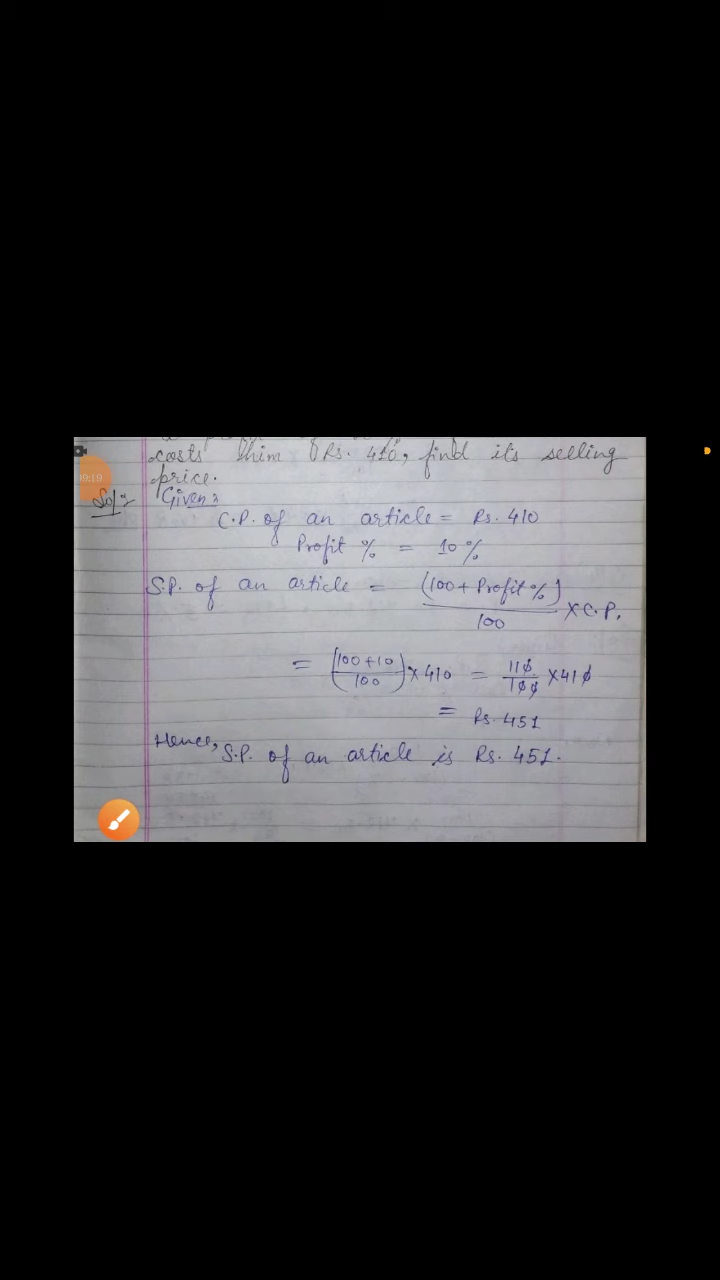 costs him Rs. 410, find its selling
price.
09:19
Sol:- Given:
C.P. of an article = Rs. 410
Profit % = 10%
S.P. of an article = (100 + Profit %)/100 × C.P.
= (100 + 10/100) × 410 = 110/100 × 410
= Rs. 451
Hence, S.P. of an article is Rs. 451.